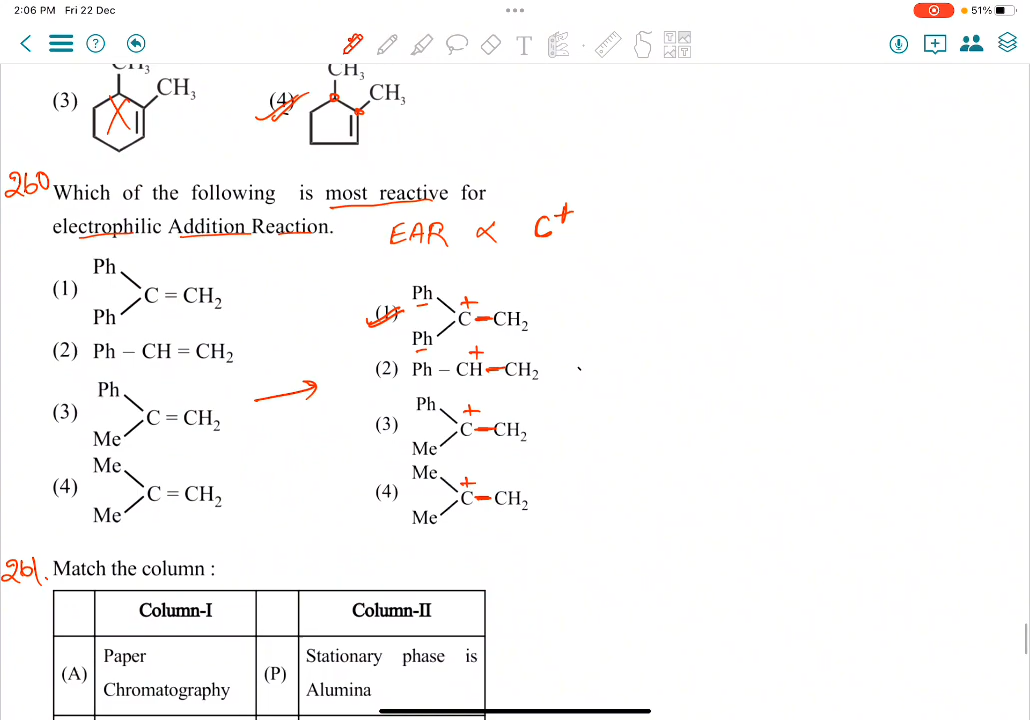 2:06 PM Fri 22 Dec
51%
T
CH3
(3) CH3
CH3
(4) CH3
260 Which of the following is most reactive for
electrophilic Addition Reaction.
EAR ∝ C+
Ph
(1) C = CH2
Ph
(2) Ph – CH = CH2
Ph
(3) C = CH2
Me
Me
(4) C = CH2
Me
Ph +
(1) C – CH2
Ph
+
(2) Ph – CH – CH2
Ph +
(3) C – CH2
Me
Me +
(4) C – CH2
Me
261. Match the column :
Column-I Column-II
(A) Paper Chromatography (P) Stationary phase is Alumina